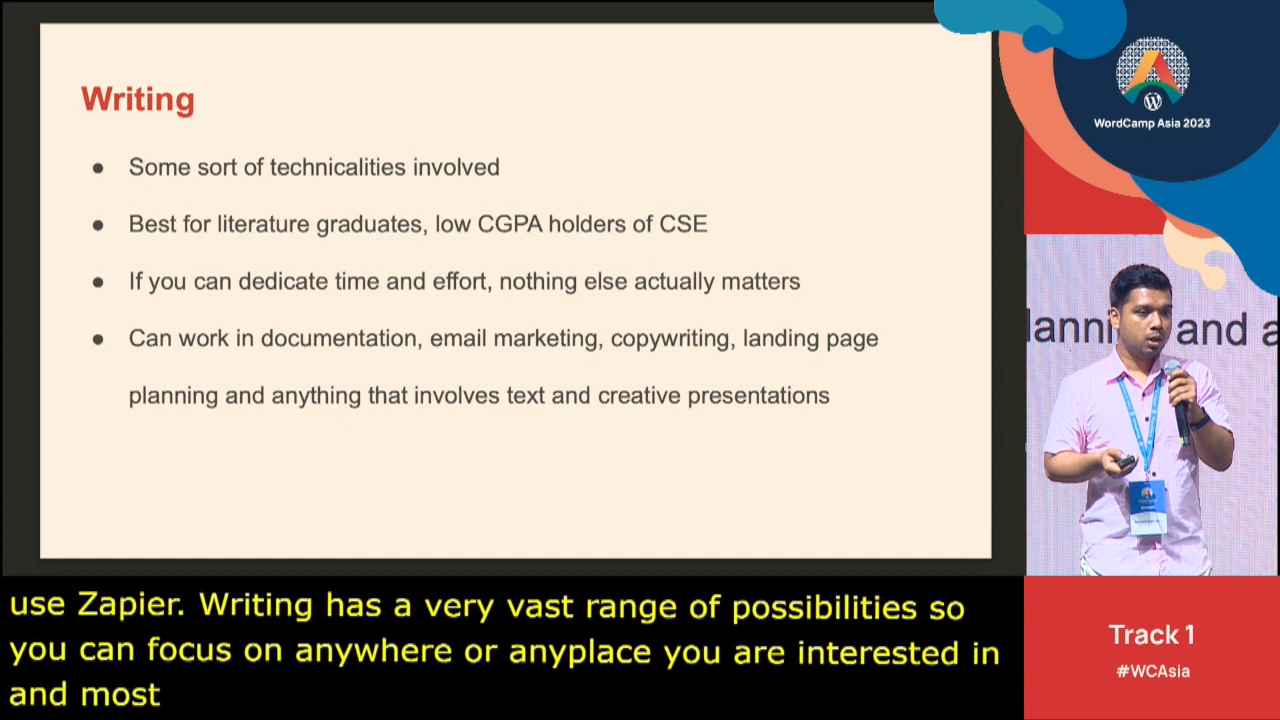 Writing
● Some sort of technicalities involved
● Best for literature graduates, low CGPA holders of CSE
● If you can dedicate time and effort, nothing else actually matters
● Can work in documentation, email marketing, copywriting, landing page
planning and anything that involves text and creative presentations
WordCamp Asia 2023
and a
use Zapier. Writing has a very vast range of possibilities so
you can focus on anywhere or anyplace you are interested in
and most
Track 1
#WCAsia